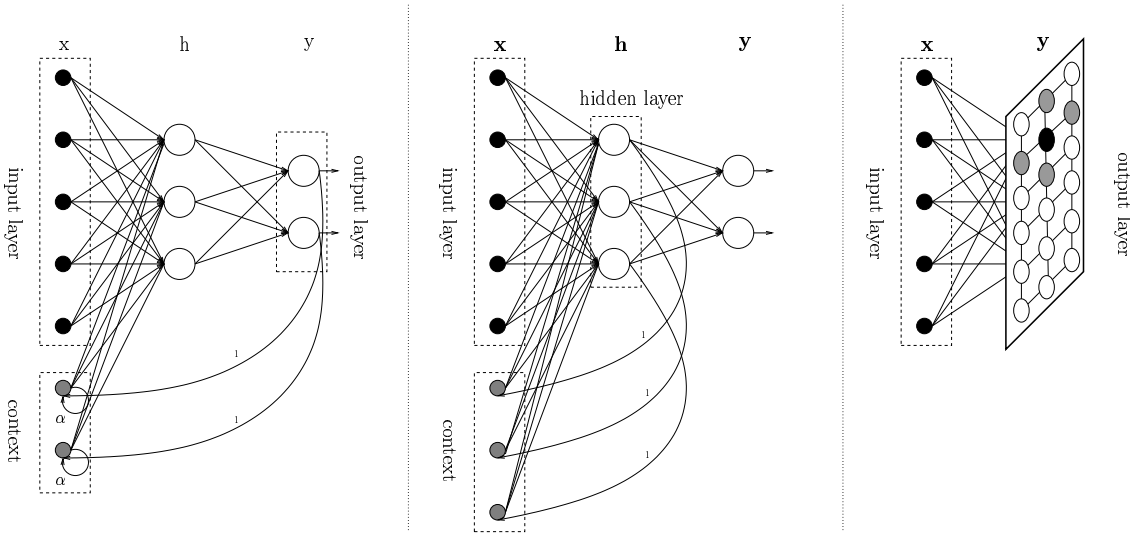 x
h
y
input layer
output layer
1
1
α
α
context
x
h
y
hidden layer
input layer
1
1
1
context
x
y
input layer
output layer